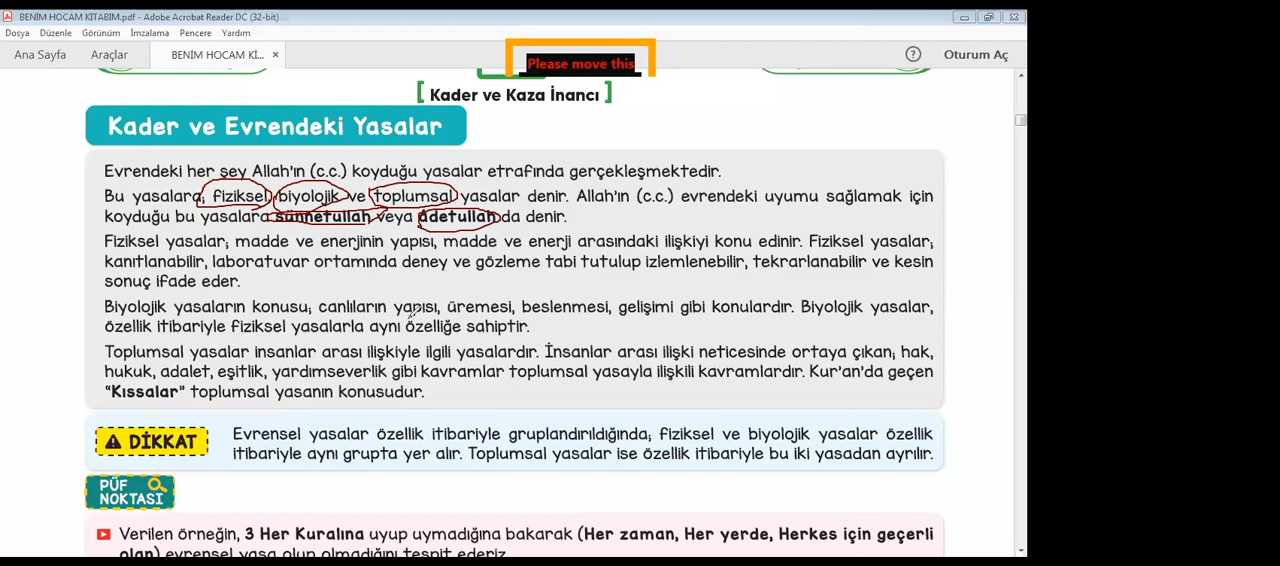 BENİM HOCAM KİTABIM.pdf - Adobe Acrobat Reader DC (32-bit)
Dosya Düzenle Görünüm İmzalama Pencere Yardım
Ana Sayfa Araçlar BENİM HOCAM Kİ... × ? Oturum Aç
Please move this
[ Kader ve Kaza İnancı ]
Kader ve Evrendeki Yasalar
Evrendeki her şey Allah'ın (c.c.) koyduğu yasalar etrafında gerçekleşmektedir.
Bu yasalara; fiziksel, biyolojik ve toplumsal yasalar denir. Allah'ın (c.c.) evrendeki uyumu sağlamak için
koyduğu bu yasalara sünnetullah veya âdetullah da denir.
Fiziksel yasalar; madde ve enerjinin yapısı, madde ve enerji arasındaki ilişkiyi konu edinir. Fiziksel yasalar;
kanıtlanabilir, laboratuvar ortamında deney ve gözleme tabi tutulup izlemlenebilir, tekrarlanabilir ve kesin
sonuç ifade eder.
Biyolojik yasaların konusu; canlıların yapısı, üremesi, beslenmesi, gelişimi gibi konulardır. Biyolojik yasalar,
özellik itibariyle fiziksel yasalarla aynı özelliğe sahiptir.
Toplumsal yasalar insanlar arası ilişkiyle ilgili yasalardır. İnsanlar arası ilişki neticesinde ortaya çıkan; hak,
hukuk, adalet, eşitlik, yardımseverlik gibi kavramlar toplumsal yasayla ilişkili kavramlardır. Kur'an'da geçen
"Kıssalar" toplumsal yasanın konusudur.
DİKKAT
Evrensel yasalar özellik itibariyle gruplandırıldığında; fiziksel ve biyolojik yasalar özellik
itibariyle aynı grupta yer alır. Toplumsal yasalar ise özellik itibariyle bu iki yasadan ayrılır.
PÜF
NOKTASI
Verilen örneğin, 3 Her Kuralına uyup uymadığına bakarak (Her zaman, Her yerde, Herkes için geçerli
olan) evrensel yasa olup olmadığını tespit ederiz.